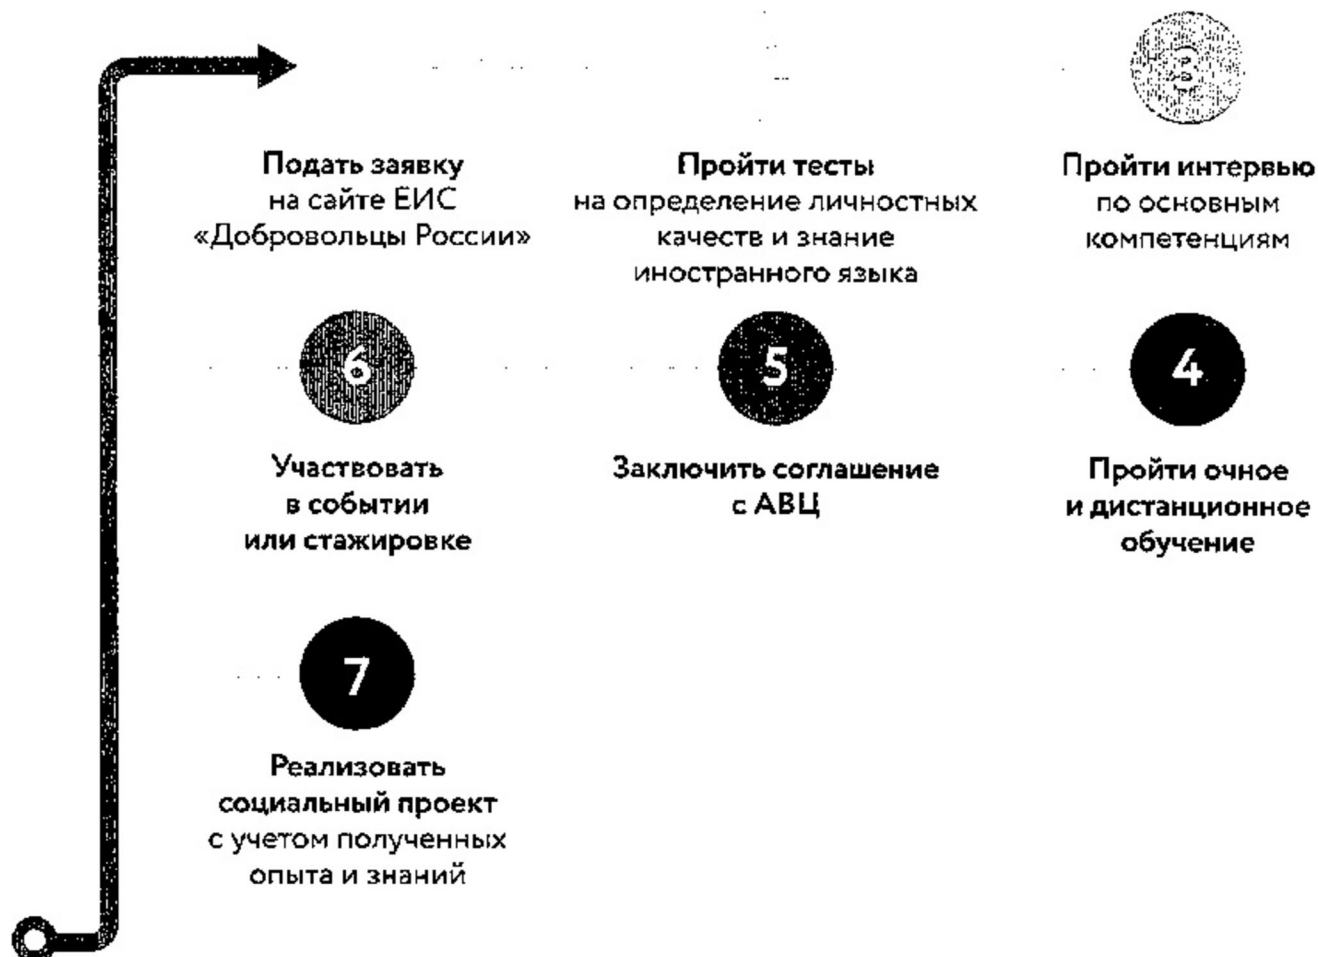 Подать заявку
на сайте ЕИС
«Добровольцы России»
Пройти тесты
на определение личностных
качеств и знание
иностранного языка
3
Пройти интервью
по основным
компетенциям
4
Пройти очное
и дистанционное
обучение
5
Заключить соглашение
с АВЦ
6
Участвовать
в событии
или стажировке
7
Реализовать
социальный проект
с учетом полученных
опыта и знаний